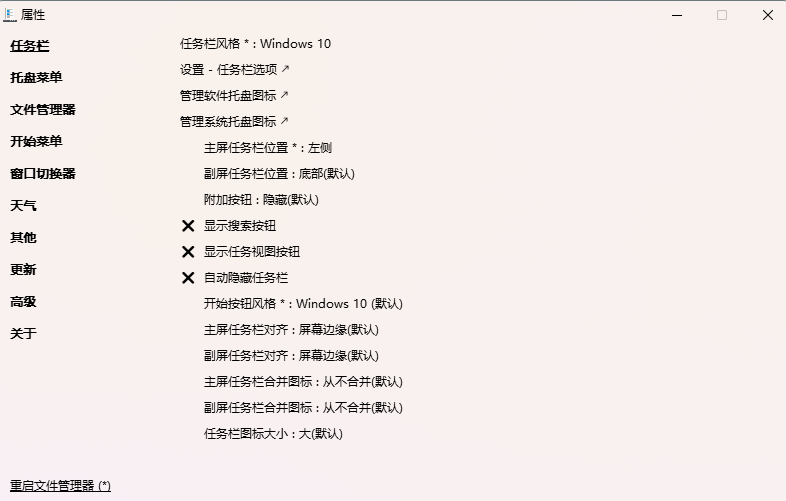 属性
任务栏
托盘菜单
文件管理器
开始菜单
窗口切换器
天气
其他
更新
高级
关于
任务栏风格 * : Windows 10
设置 - 任务栏选项 ↗
管理软件托盘图标 ↗
管理系统托盘图标 ↗
主屏任务栏位置 * : 左侧
副屏任务栏位置 : 底部(默认)
附加按钮 : 隐藏(默认)
显示搜索按钮
显示任务视图按钮
自动隐藏任务栏
开始按钮风格 * : Windows 10 (默认)
主屏任务栏对齐 : 屏幕边缘(默认)
副屏任务栏对齐 : 屏幕边缘(默认)
主屏任务栏合并图标 : 从不合并(默认)
副屏任务栏合并图标 : 从不合并(默认)
任务栏图标大小 : 大(默认)
重启文件管理器 (*)